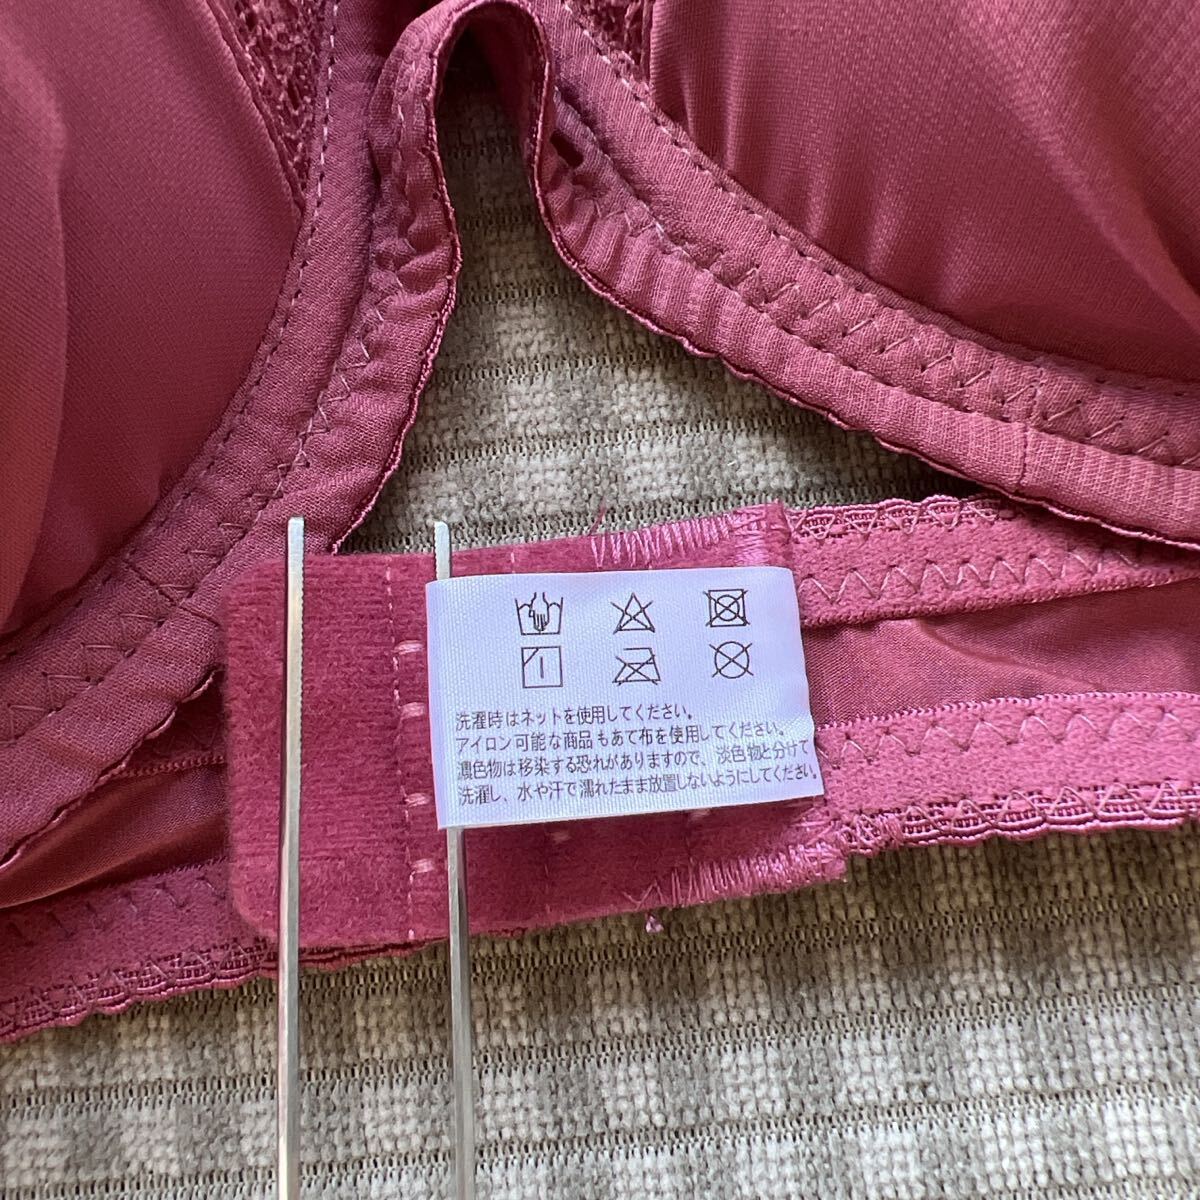 洗濯時はネットを使用してください。
アイロン可能な商品もあて布を使用してください。
濃色物は移染する恐れがありますので、淡色物と分けて
洗濯し、水や汗で濡れたまま放置しないようにしてください。